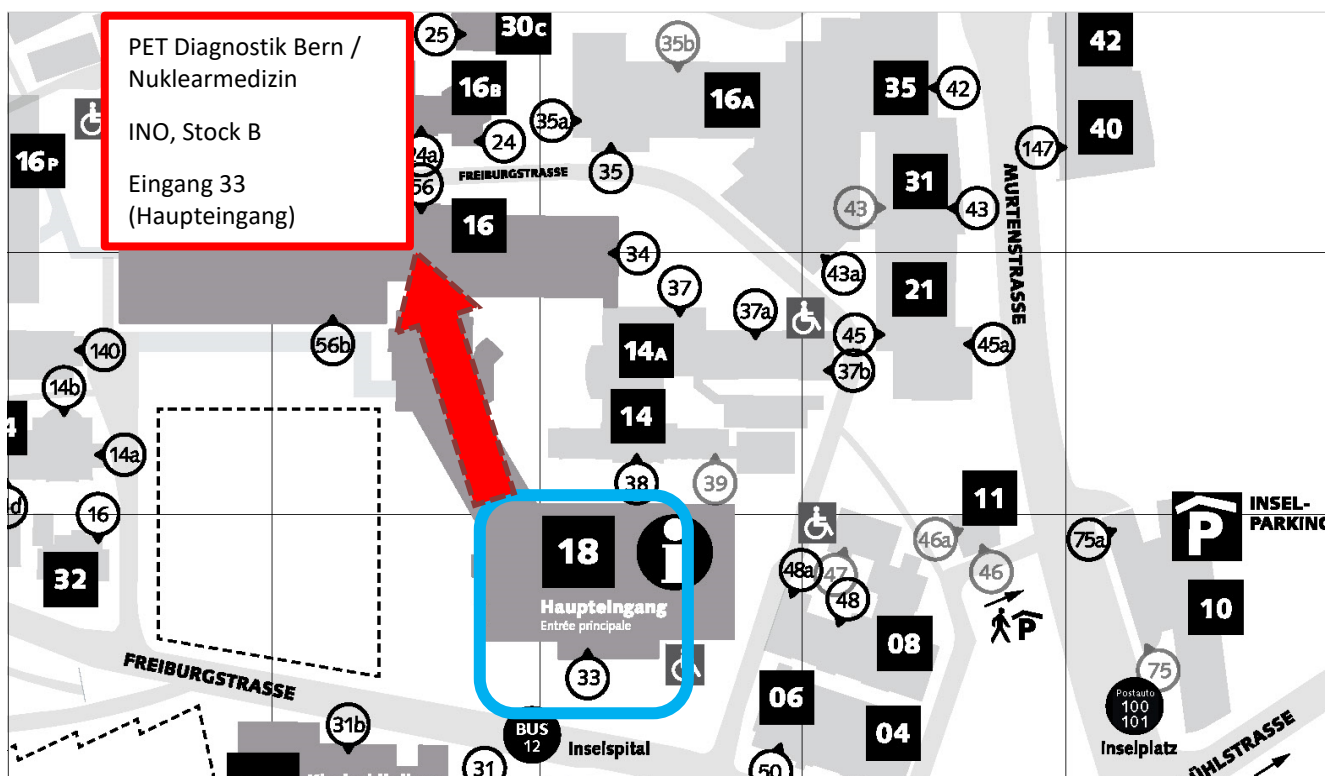 PET Diagnostik Bern /
Nuklearmedizin
INO, Stock B
Eingang 33
(Haupteingang)
25
30c
35b
42
16B
16A
35
42
35a
24
40
16P
24a
147
56
FREIBURGSTRASSE
35
31
43
43
16
MURTENSTRASSE
34
43a
37
21
37a
56b
45
45a
140
14A
37b
14b
14
4
14a
38
39
11
d
16
INSEL-
PARKING
P
18
i
46a
75a
48a
47
46
32
48
Haupteingang
Entrée principale
P
10
08
FREIBURGSTRASSE
33
75
06
Postauto
100
101
31b
BUS
12
Inselspital
04
Inselplatz
31
50
ÜHLSTRASSE